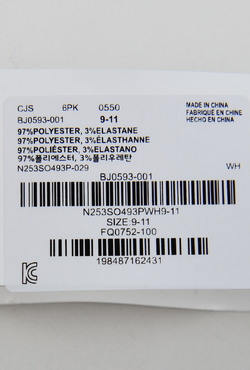 CJS 6PK 0550
BJ0593-001 9-11
MADE IN CHINA
FABRIQUÉ EN CHINE
HECHO EN CHINA
97%POLYESTER, 3%ELASTANE
97%POLYESTER, 3%ÉLASTHANNE
97%POLIÉSTER, 3%ELASTANO
97%폴리에스터, 3%폴리우레탄
N253SO493P-029 WH
BJ0593-001
N253SO493PWH9-11
SIZE:9-11
FQ0752-100
198487162431